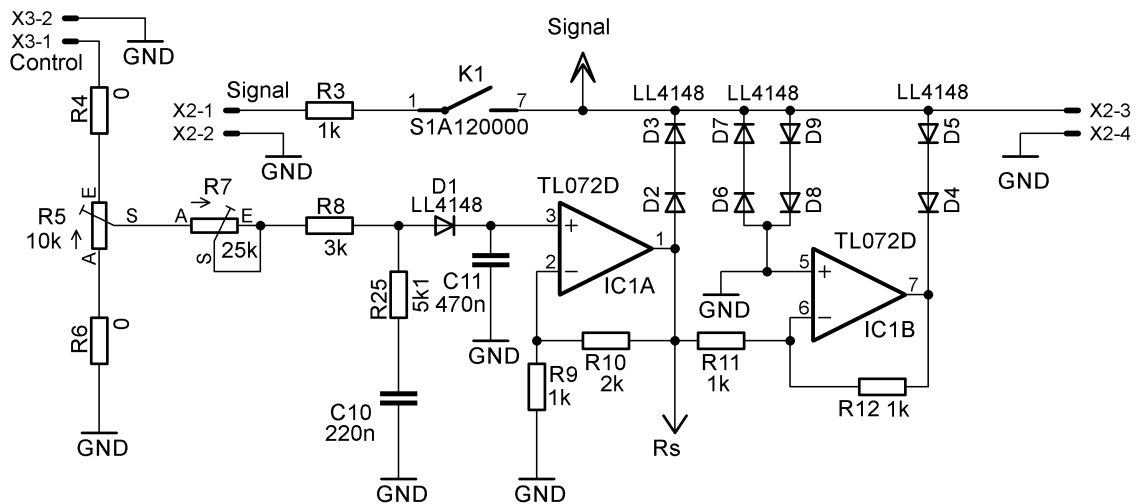 X3-2
X3-1
GND
Control
R4
0
Signal
K1
Signal
X2-1
R3
1k
1
7
LL4148
LL4148
LL4148
X2-3
X2-2
S1A120000
X2-4
GND
GND
D3
D7
D9
D5
E
R5
10k
S
A
A
R7
E
S
25k
R8
3k
D1
LL4148
TL072D
D2
D6
D8
D4
3
+
1
2
−
IC1A
TL072D
5
+
7
6
−
IC1B
GND
R25
5k1
C11
470n
GND
R6
0
R10
2k
R11
1k
R9
1k
R12 1k
C10
220n
Rs
GND
GND
GND